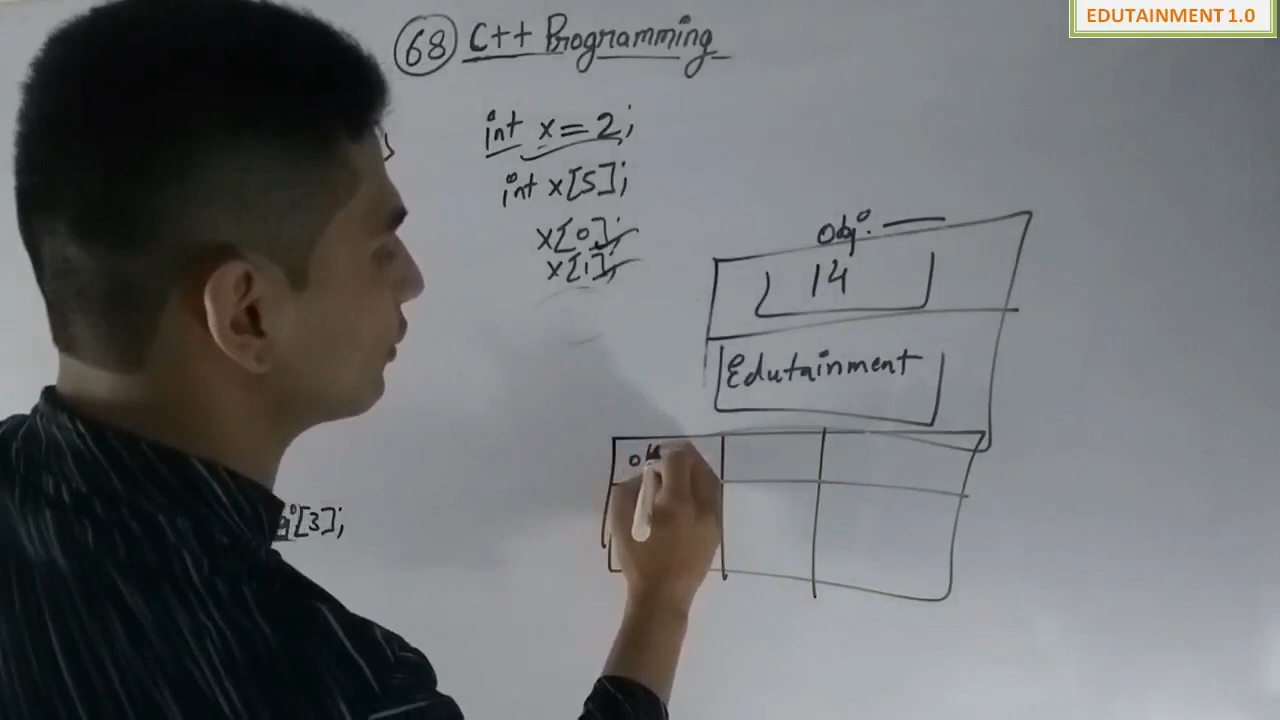 EDUTAINMENT 1.0
68 C++ Programming
int x = 2;
int x[5];
x[0];
x[1];
obj:
14
Edutainment
[3];